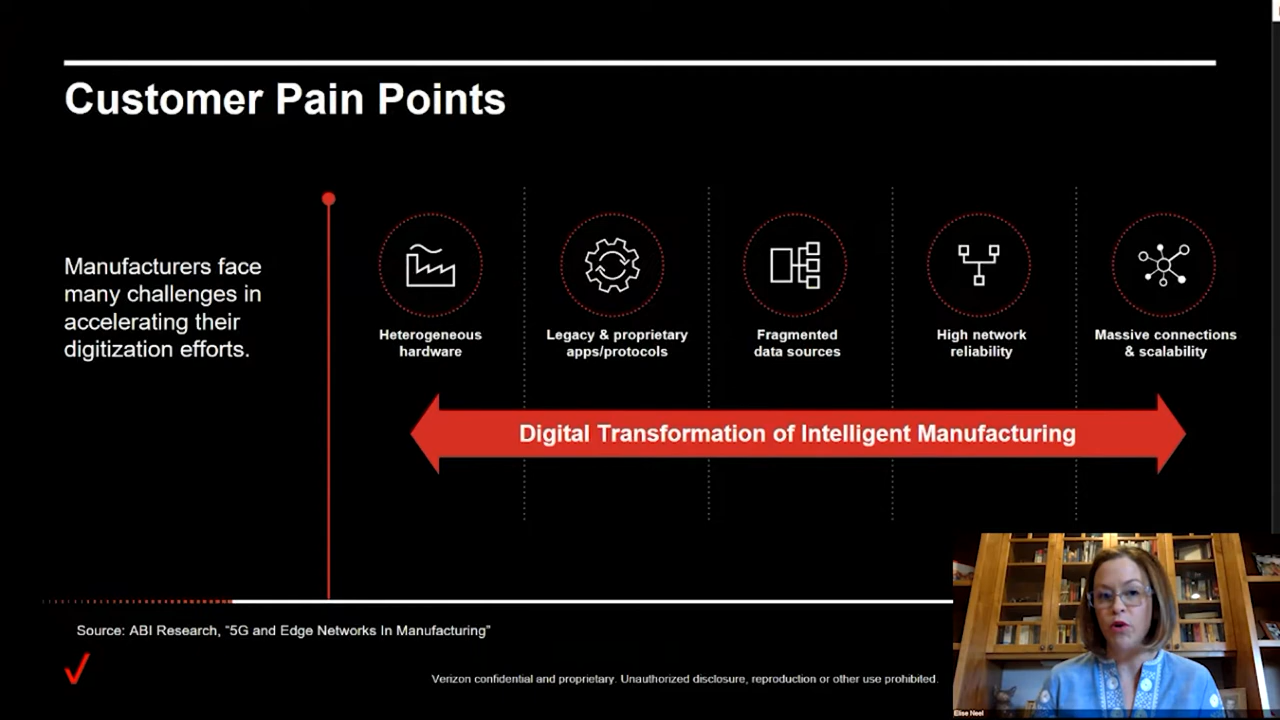 Customer Pain Points
Manufacturers face
many challenges in
accelerating their
digitization efforts.
Heterogeneous
hardware
Legacy & proprietary
apps/protocols
Fragmented
data sources
High network
reliability
Massive connections
& scalability
Digital Transformation of Intelligent Manufacturing
Source: ABI Research, “5G and Edge Networks In Manufacturing”
Verizon confidential and proprietary. Unauthorized disclosure, reproduction or other use prohibited.
Elise Neel